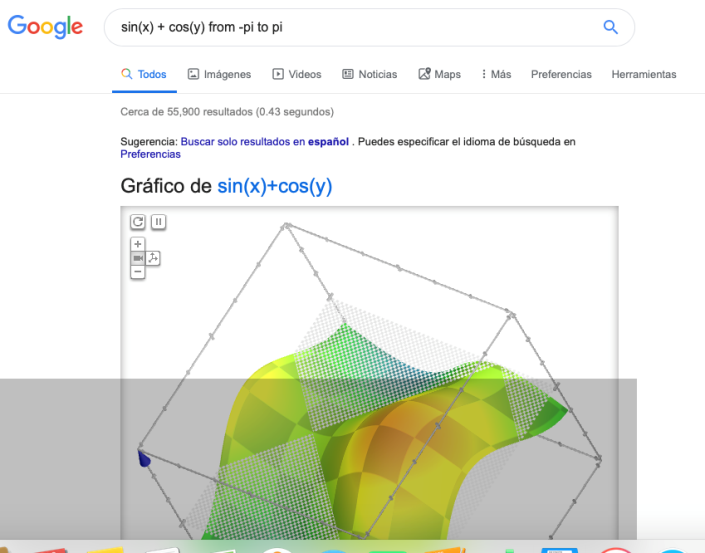 Google
sin(x) + cos(y) from -pi to pi
Todos Imágenes Videos Noticias Maps Más Preferencias Herramientas
Cerca de 55,900 resultados (0.43 segundos)
Sugerencia: Buscar solo resultados en español . Puedes especificar el idioma de búsqueda en
Preferencias
Gráfico de sin(x)+cos(y)